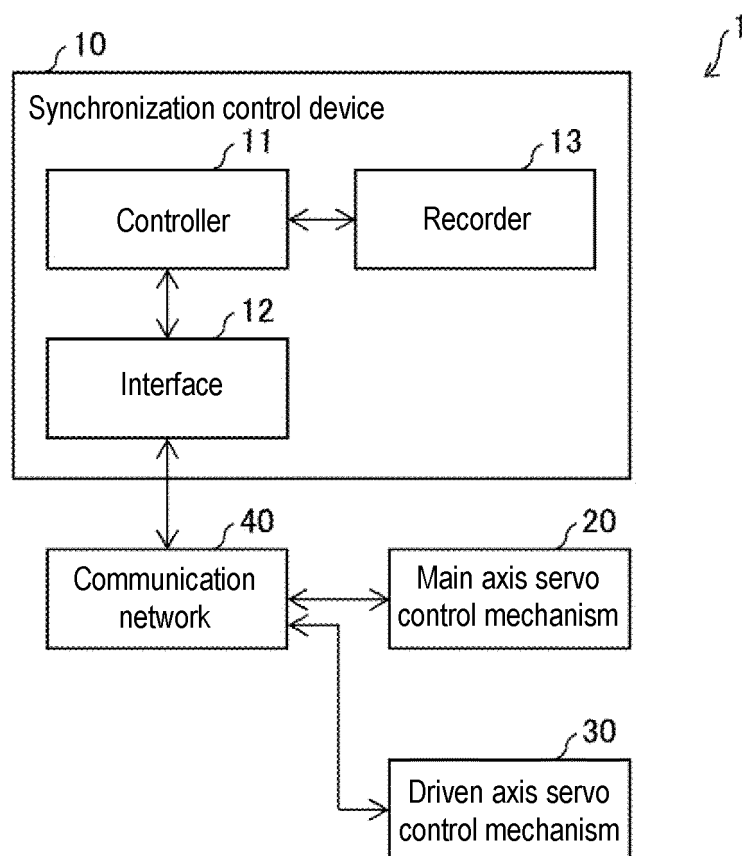 1
10
Synchronization control device
11
13
Controller
Recorder
12
Interface
40
20
Communication
network
Main axis servo
control mechanism
30
Driven axis servo
control mechanism